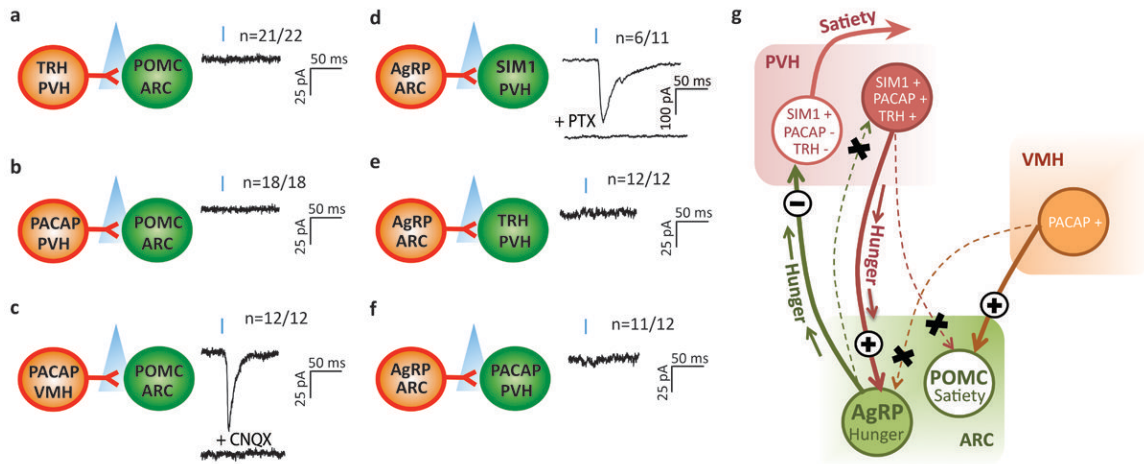 a
TRH
PVH
POMC
ARC
n=21/22
50 ms
25 pA
b
PACAP
PVH
POMC
ARC
n=18/18
50 ms
25 pA
c
PACAP
VMH
POMC
ARC
n=12/12
50 ms
25 pA
+ CNQX
d
AgRP
ARC
SIM1
PVH
n=6/11
50 ms
100 pA
+ PTX
e
AgRP
ARC
TRH
PVH
n=12/12
50 ms
25 pA
f
AgRP
ARC
PACAP
PVH
n=11/12
50 ms
25 pA
g
Satiety
PVH
SIM1 +
PACAP -
TRH -
SIM1 +
PACAP +
TRH +
VMH
PACAP +
Hunger
Hunger
POMC
Satiety
AgRP
Hunger
ARC